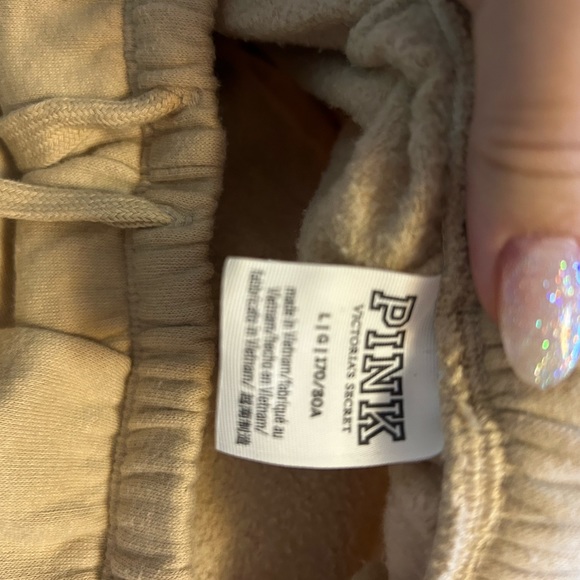 PINK
VICTORIA'S SECRET
L | G | 170/80A
made in Vietnam/fabriqué au
Vietnam/hecho en Vietnam/
fabbricato in Vietnam/ 越南制造